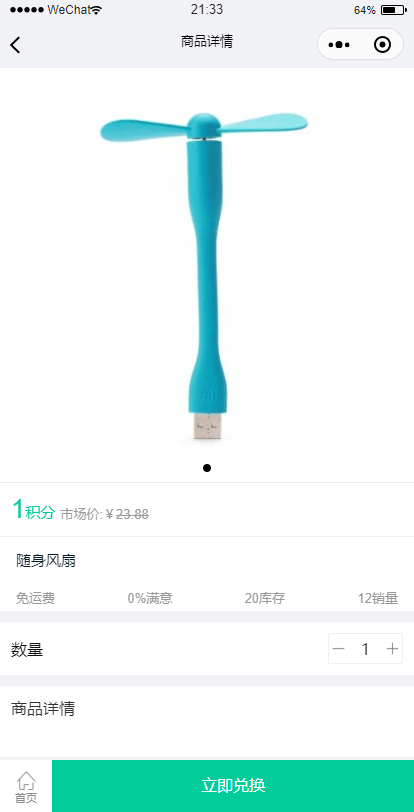 WeChat 21:33 64%
商品详情
1积分 市场价: ¥ 23.88
随身风扇
免运费 0%满意 20库存 12销量
数量 1
商品详情
首页 立即兑换